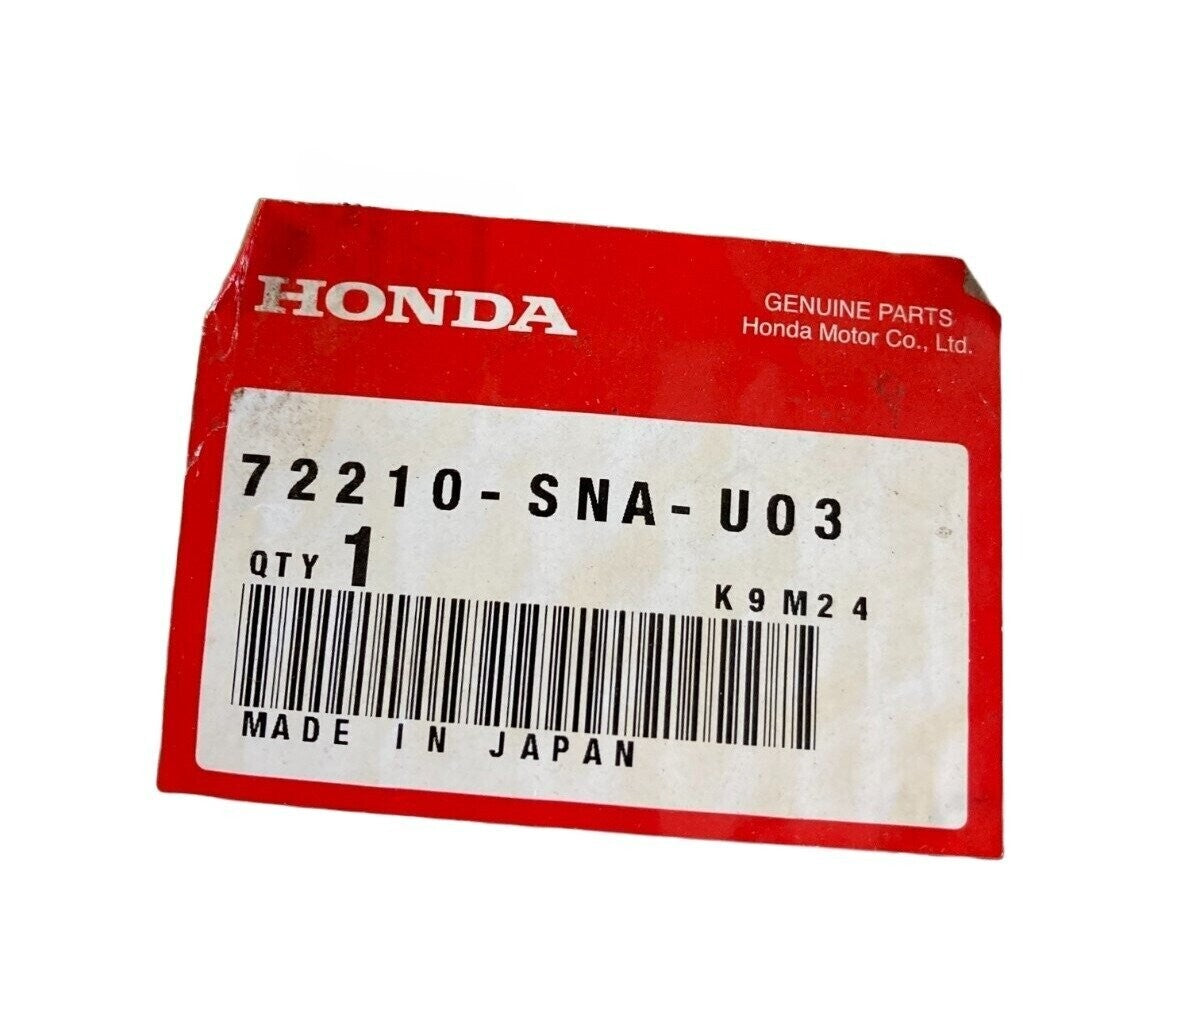 HONDA
GENUINE PARTS
Honda Motor Co., Ltd.
72210-SNA-U03
QTY 1
K9M24
MADE IN JAPAN